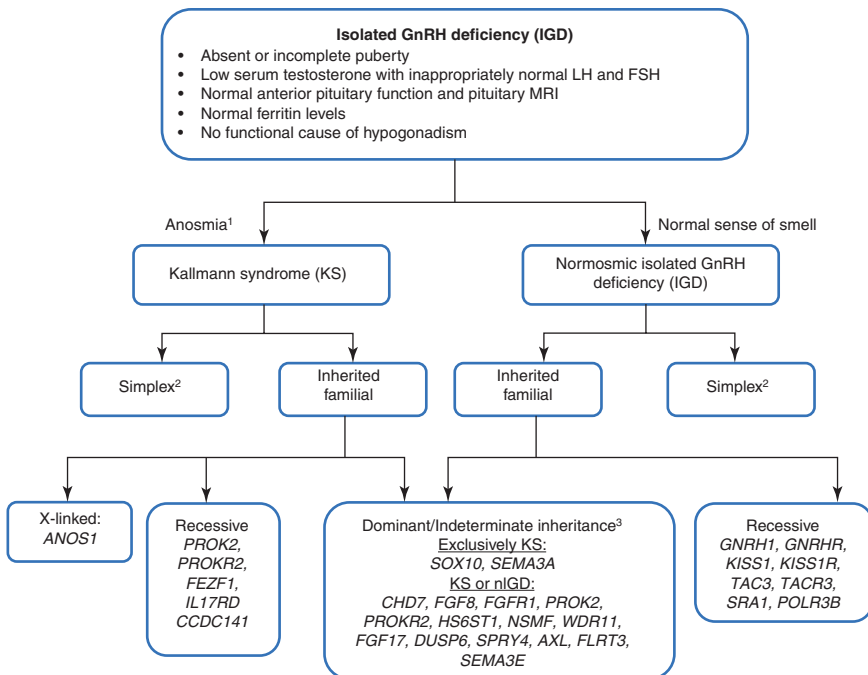 Isolated GnRH deficiency (IGD)
• Absent or incomplete puberty
• Low serum testosterone with inappropriately normal LH and FSH
• Normal anterior pituitary function and pituitary MRI
• Normal ferritin levels
• No functional cause of hypogonadism
Anosmia¹
Normal sense of smell
Kallmann syndrome (KS)
Normosmic isolated GnRH
deficiency (IGD)
Simplex²
Inherited
familial
Inherited
familial
Simplex²
X-linked:
ANOS1
Recessive
PROK2,
PROKR2,
FEZF1,
IL17RD
CCDC141
Dominant/Indeterminate inheritance³
Exclusively KS:
SOX10, SEMA3A
KS or nIGD:
CHD7, FGF8, FGFR1, PROK2,
PROKR2, HS6ST1, NSMF, WDR11,
FGF17, DUSP6, SPRY4, AXL, FLRT3,
SEMA3E
Recessive
GNRH1, GNRHR,
KISS1, KISS1R,
TAC3, TACR3,
SRA1, POLR3B